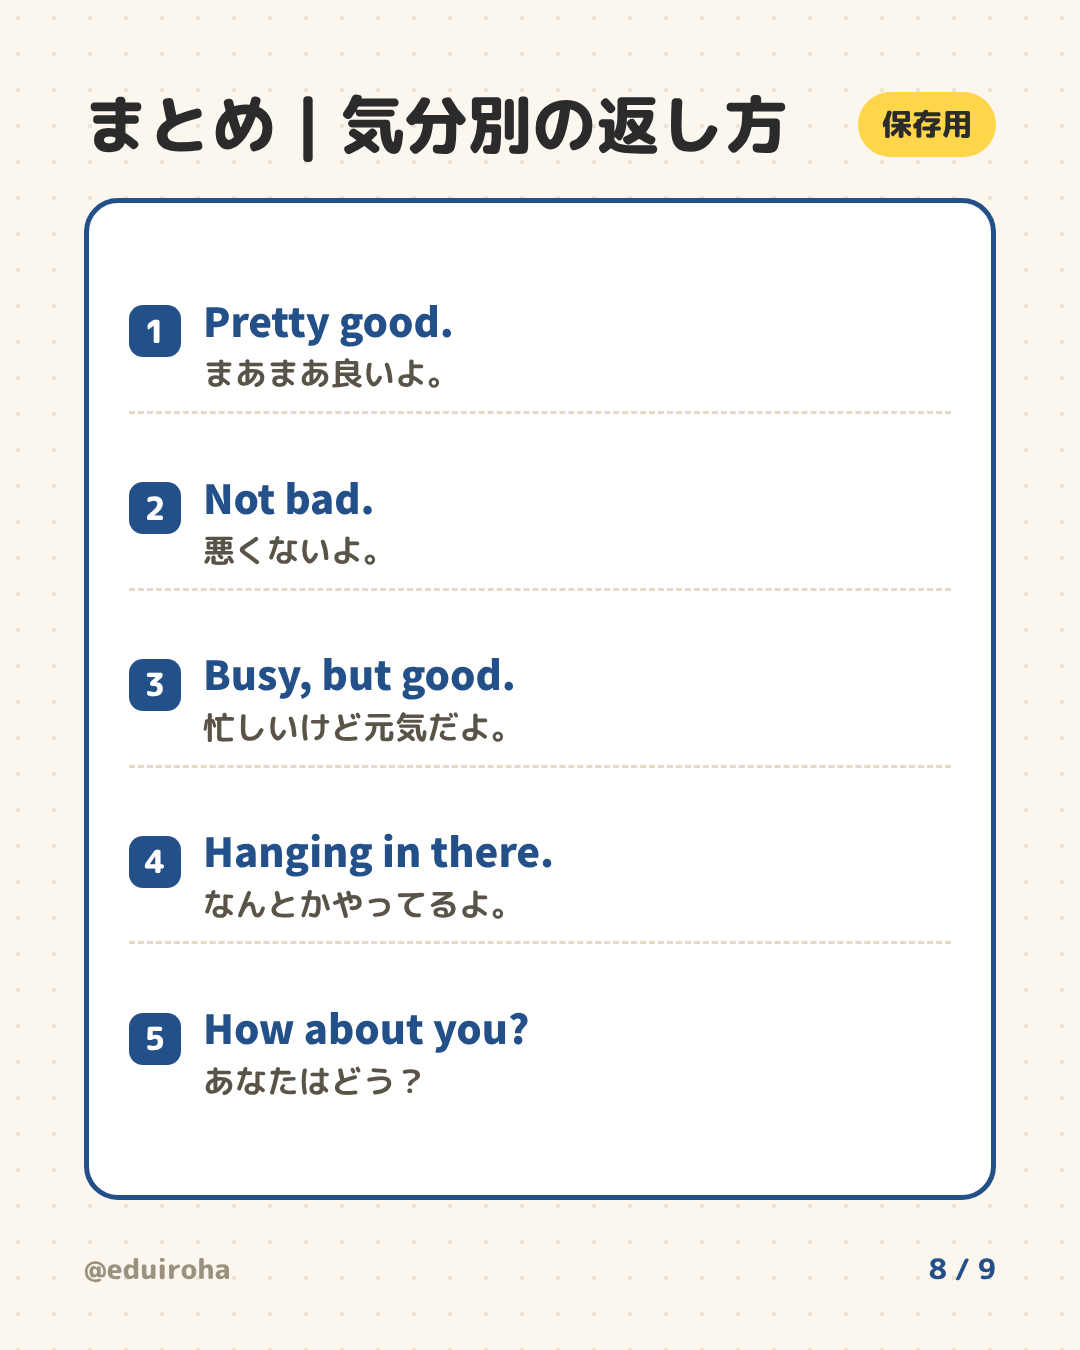 まとめ｜気分別の返し方
保存用
1 Pretty good.
まあまあ良いよ。
2 Not bad.
悪くないよ。
3 Busy, but good.
忙しいけど元気だよ。
4 Hanging in there.
なんとかやってるよ。
5 How about you?
あなたはどう？
@eduiroha
8 / 9